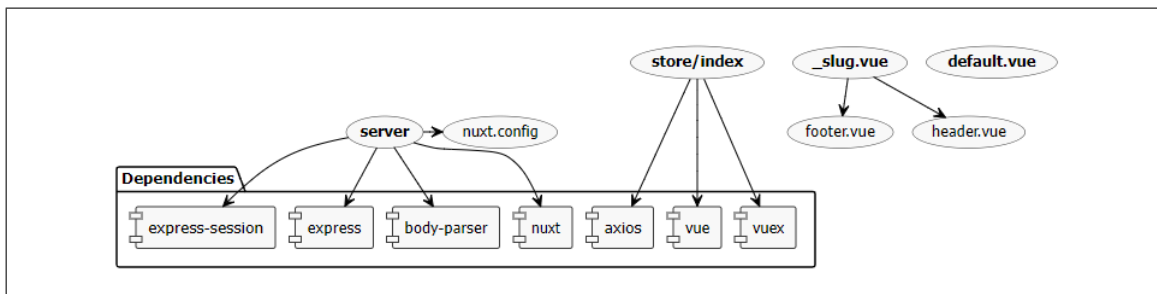 store/index
_slug.vue
default.vue
server
nuxt.config
footer.vue
header.vue
Dependencies
express-session
express
body-parser
nuxt
axios
vue
vuex